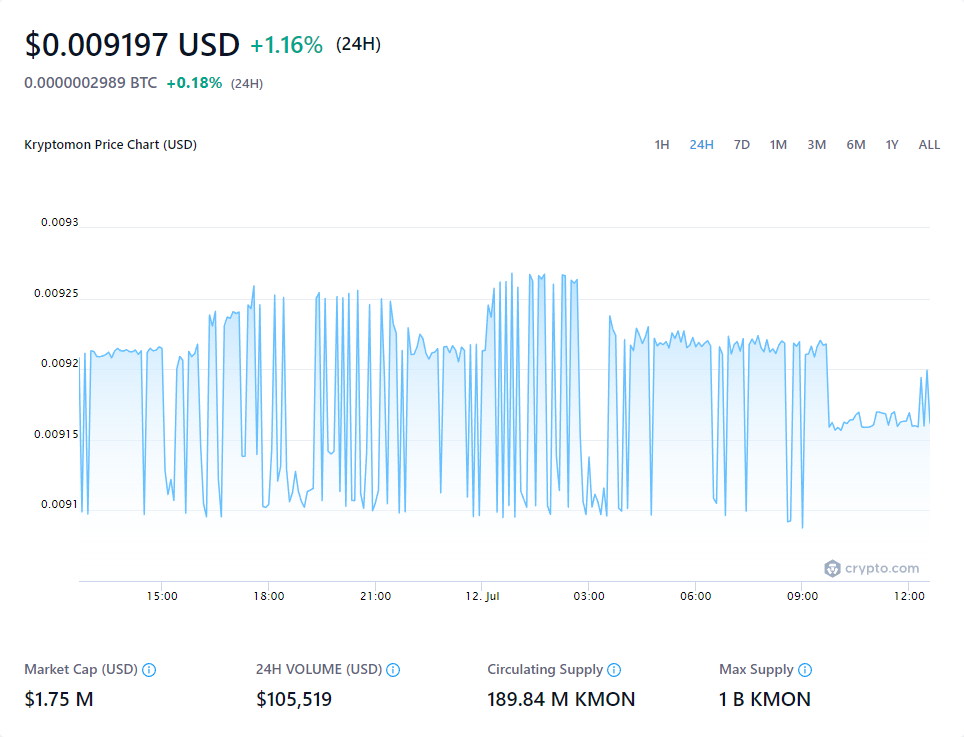 $0.009197 USD +1.16% (24H)
0.0000002989 BTC +0.18% (24H)
Kryptomon Price Chart (USD) 1H 24H 7D 1M 3M 6M 1Y ALL
0.0093
0.00925
0.0092
0.00915
0.0091
crypto.com
15:00 18:00 21:00 12. Jul 03:00 06:00 09:00 12:00
Market Cap (USD) 24H VOLUME (USD) Circulating Supply Max Supply
$1.75 M $105,519 189.84 M KMON 1 B KMON